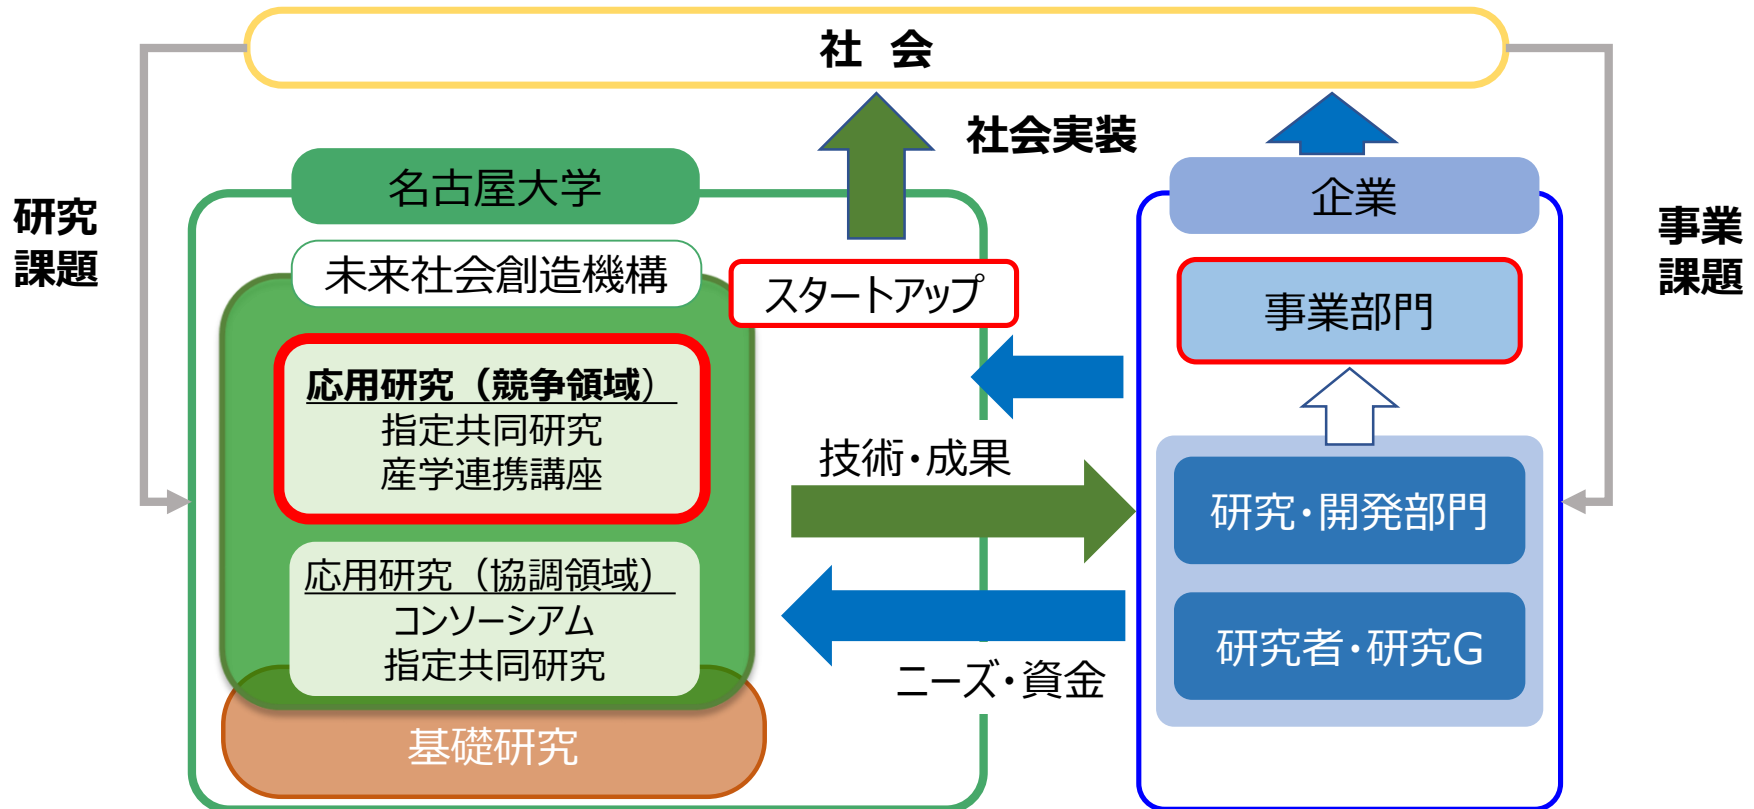 社 会
社会実装
研究
課題
名古屋大学
未来社会創造機構
スタートアップ
応用研究（競争領域）
指定共同研究
産学連携講座
応用研究（協調領域）
コンソーシアム
指定共同研究
基礎研究
技術・成果
ニーズ・資金
企業
事業部門
研究・開発部門
研究者・研究G
事業
課題